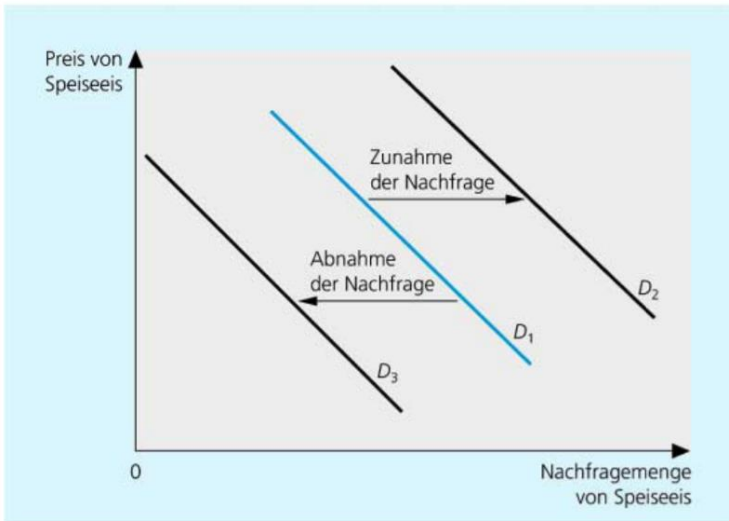 Preis von
Speiseeis
Zunahme
der Nachfrage
Abnahme
der Nachfrage
D₂
D₁
D₃
0
Nachfragemenge
von Speiseeis